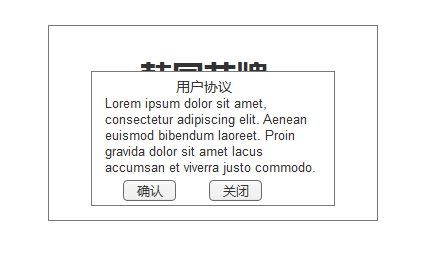 用户协议
Lorem ipsum dolor sit amet,
consectetur adipiscing elit. Aenean
euismod bibendum laoreet. Proin
gravida dolor sit amet lacus
accumsan et viverra justo commodo.
确认 关闭